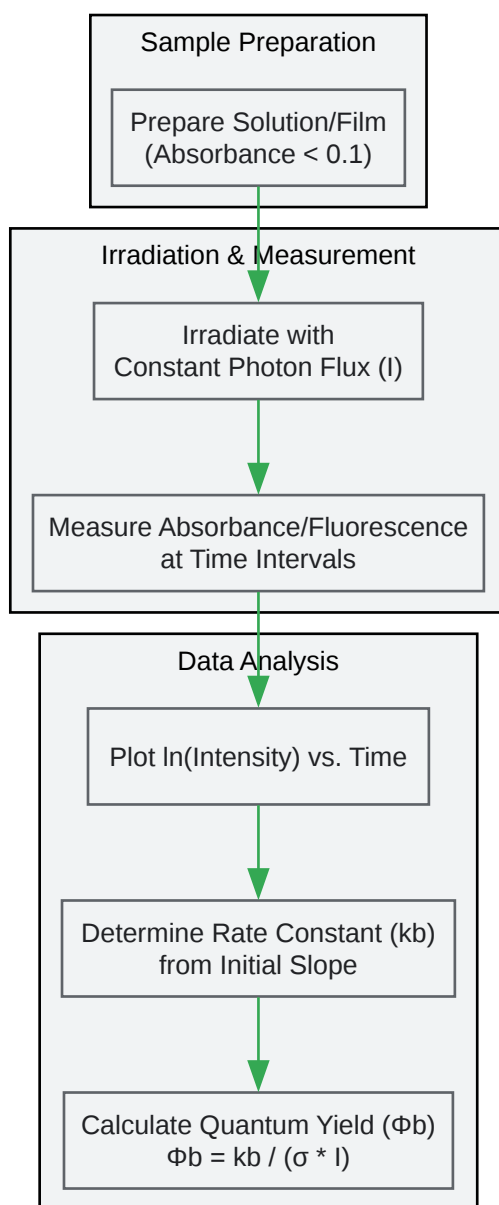 Sample Preparation
Prepare Solution/Film
(Absorbance < 0.1)
Irradiation & Measurement
Irradiate with
Constant Photon Flux (I)
Measure Absorbance/Fluorescence
at Time Intervals
Data Analysis
Plot ln(Intensity) vs. Time
Determine Rate Constant (kb)
from Initial Slope
Calculate Quantum Yield (Φb)
Φb = kb / (σ * I)